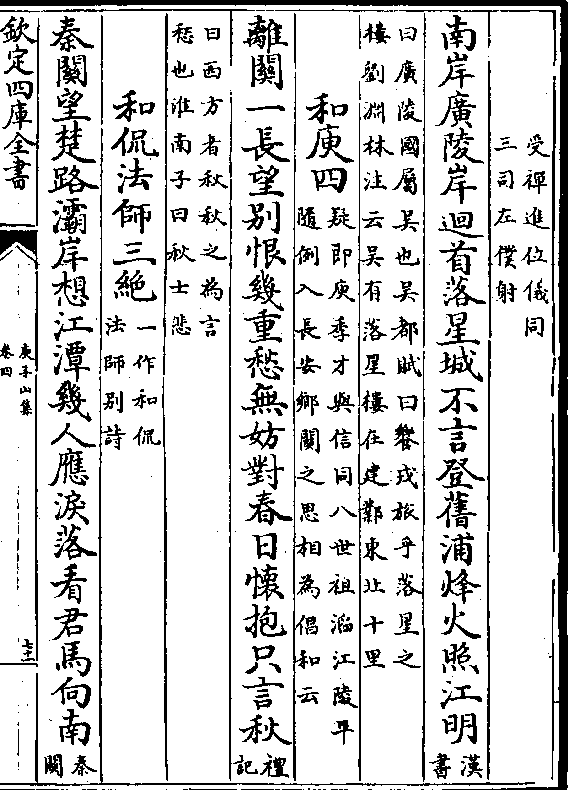 受禪進位儀同
三司左僕射
南岸廣陵岸迴首落星城不言登舊浦烽火照江明
漢
書
曰廣陵國屬吳也吳都賦曰饗戎旅乎落星之
樓劉淵林注云吳有落星樓在建鄴東北十里
和庾四
疑即庾季才與信同八世祖滔江陵平
隨例入長安鄉關之思相為倡和云
離關一長望别恨幾重愁無妨對春日懷抱只言秋
禮
記
曰西方者秋秋之為言
愁也淮南子曰秋士悲
和侃法師三絶
一作和侃
法師别詩
秦關望楚路灞岸想江潭幾人應淚落看君馬向南
秦
關
欽定四庫全書
庾子山集
卷四